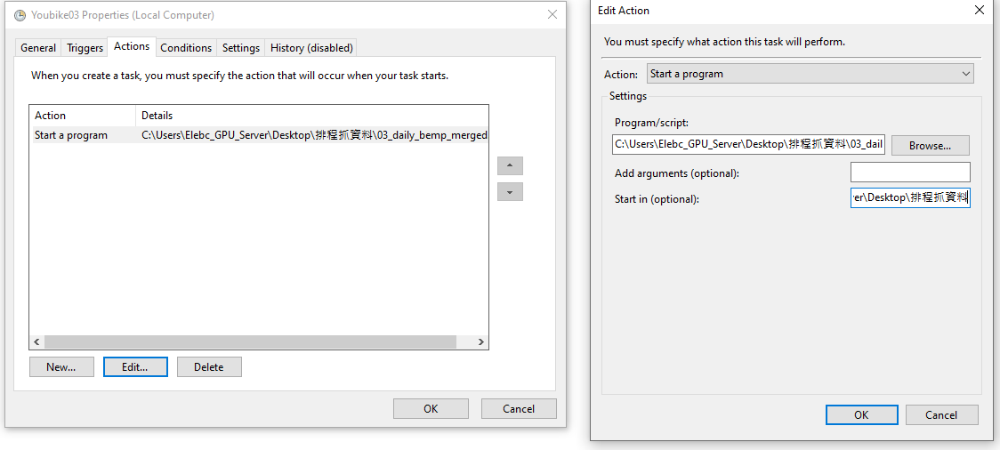 Youbike03 Properties (Local Computer)
General Triggers Actions Conditions Settings History (disabled)
When you create a task, you must specify the action that will occur when your task starts.
Action Details
Start a program C:\Users\Elebc_GPU_Server\Desktop\排程抓資料\03_daily_bemp_merged
New... Edit... Delete
OK Cancel
Edit Action
You must specify what action this task will perform.
Action: Start a program
Settings
Program/script:
C:\Users\Elebc_GPU_Server\Desktop\排程抓資料\03_dail Browse...
Add arguments (optional):
Start in (optional): er\Desktop\排程抓資料
OK Cancel